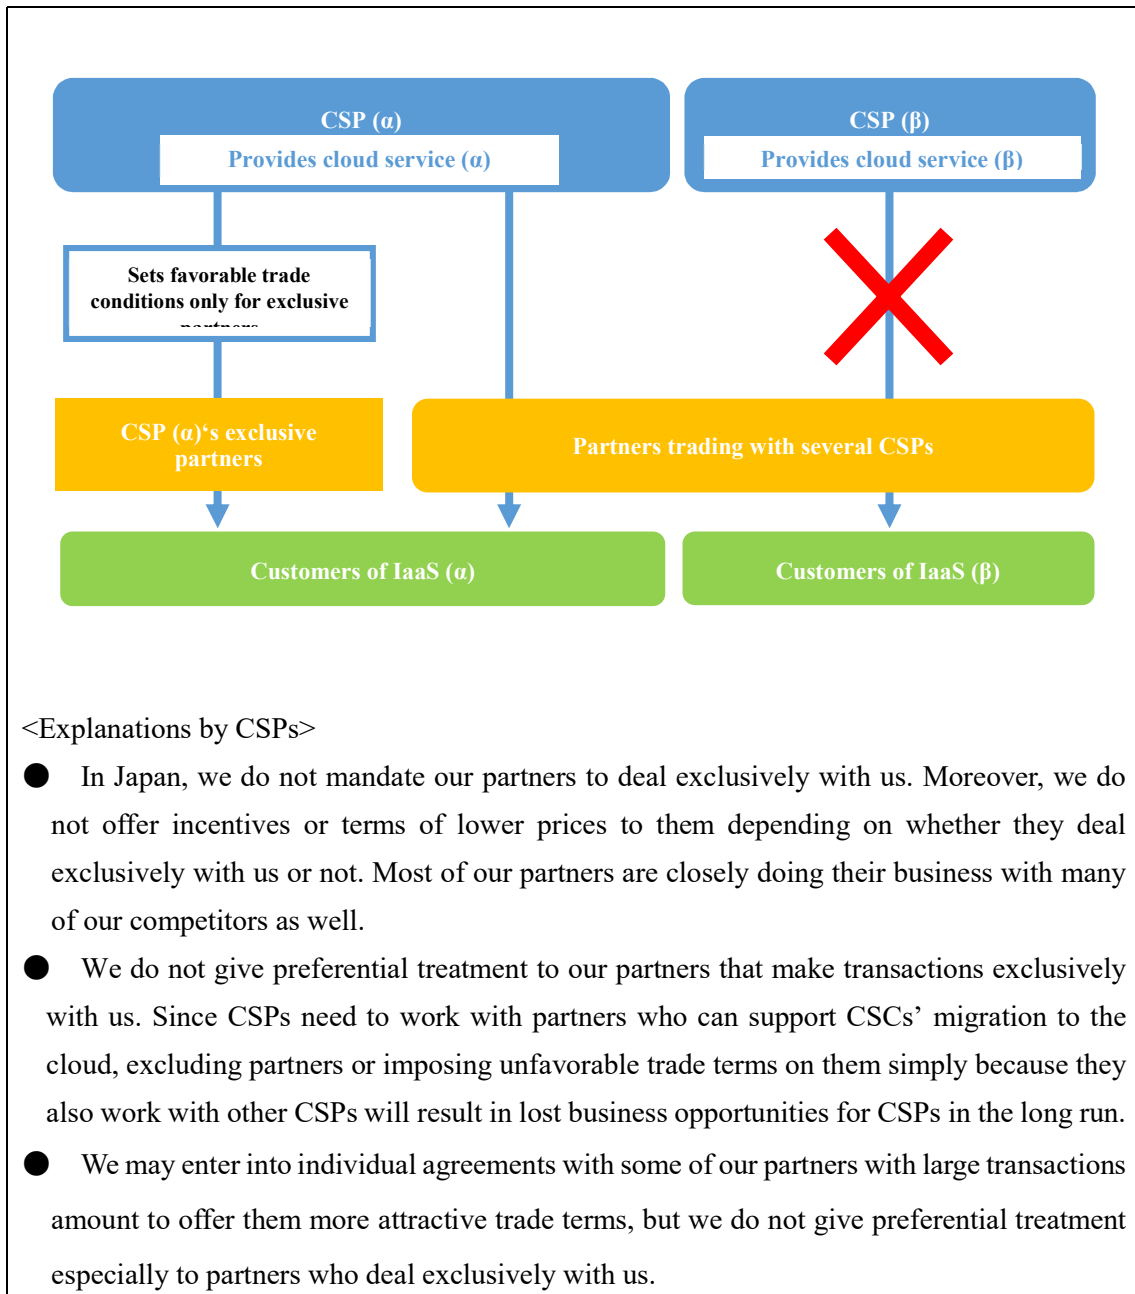 CSP (α)
Provides cloud service (α)
CSP (β)
Provides cloud service (β)
Sets favorable trade
conditions only for exclusive
partners
CSP (α)‘s exclusive
partners
Partners trading with several CSPs
Customers of IaaS (α)
Customers of IaaS (β)
<Explanations by CSPs>
● In Japan, we do not mandate our partners to deal exclusively with us. Moreover, we do
not offer incentives or terms of lower prices to them depending on whether they deal
exclusively with us or not. Most of our partners are closely doing their business with many
of our competitors as well.
● We do not give preferential treatment to our partners that make transactions exclusively
with us. Since CSPs need to work with partners who can support CSCs’ migration to the
cloud, excluding partners or imposing unfavorable trade terms on them simply because they
also work with other CSPs will result in lost business opportunities for CSPs in the long run.
● We may enter into individual agreements with some of our partners with large transactions
amount to offer them more attractive trade terms, but we do not give preferential treatment
especially to partners who deal exclusively with us.